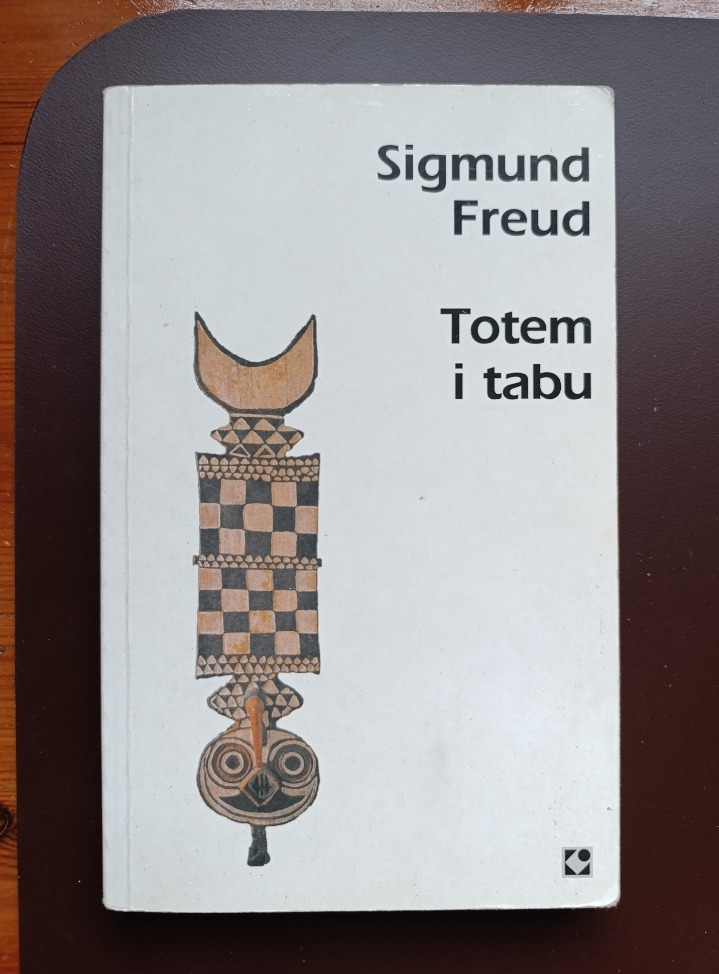 Sigmund
Freud
Totem
i tabu